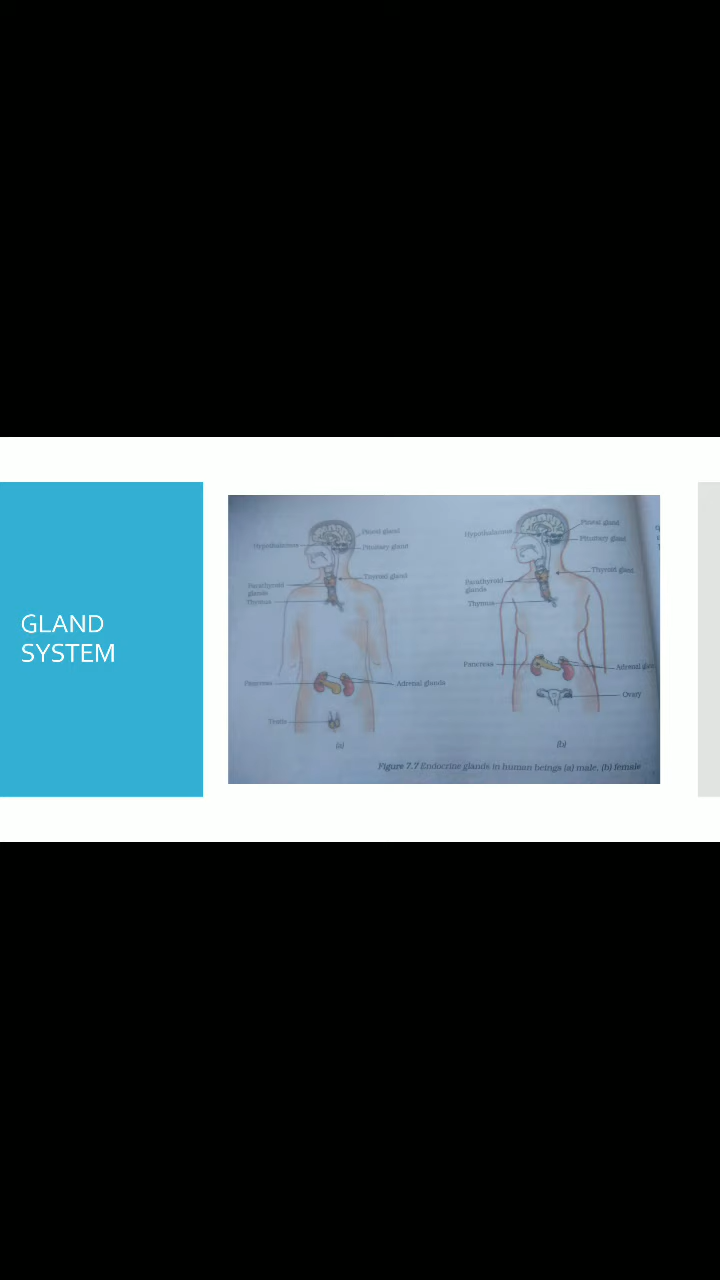 GLAND
SYSTEM
Pineal gland
Hypothalamus
Pituitary gland
Thyroid gland
Parathyroid
glands
Thymus
Pancreas
Adrenal glands
Testis
(a)
Pineal gland
Hypothalamus
Pituitary gland
Thyroid gland
Parathyroid
glands
Thymus
Pancreas
Adrenal
Ovary
(b)
Figure 7.7 Endocrine glands in human beings (a) male, (b) female